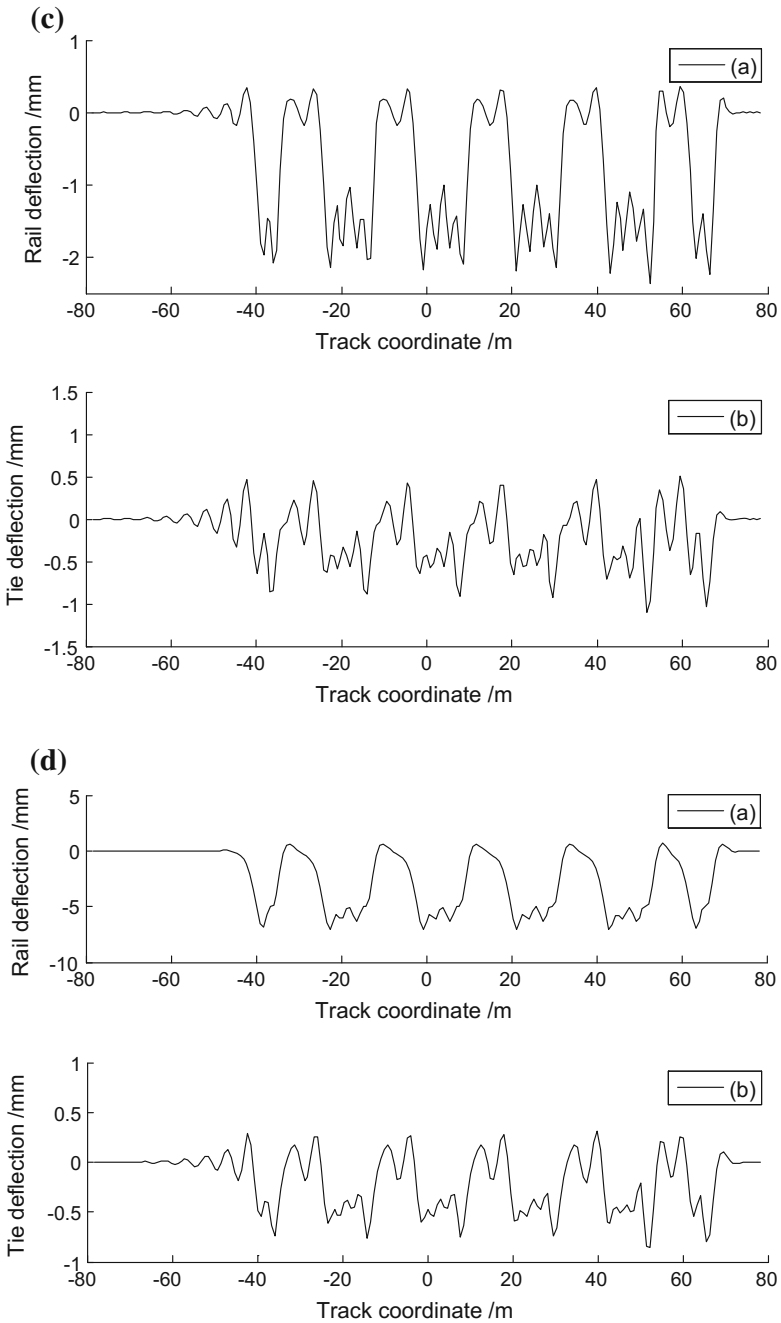 (c)
1
0
-1
-2
Rail deflection /mm
(a)
-80 -60 -40 -20 0 20 40 60 80
Track coordinate /m
1.5
1
0.5
0
-0.5
-1
-1.5
Tie deflection /mm
(b)
-80 -60 -40 -20 0 20 40 60 80
Track coordinate /m
(d)
5
0
-5
-10
Rail deflection /mm
(a)
-80 -60 -40 -20 0 20 40 60 80
Track coordinate /m
1
0.5
0
-0.5
-1
Tie deflection /mm
(b)
-80 -60 -40 -20 0 20 40 60 80
Track coordinate /m